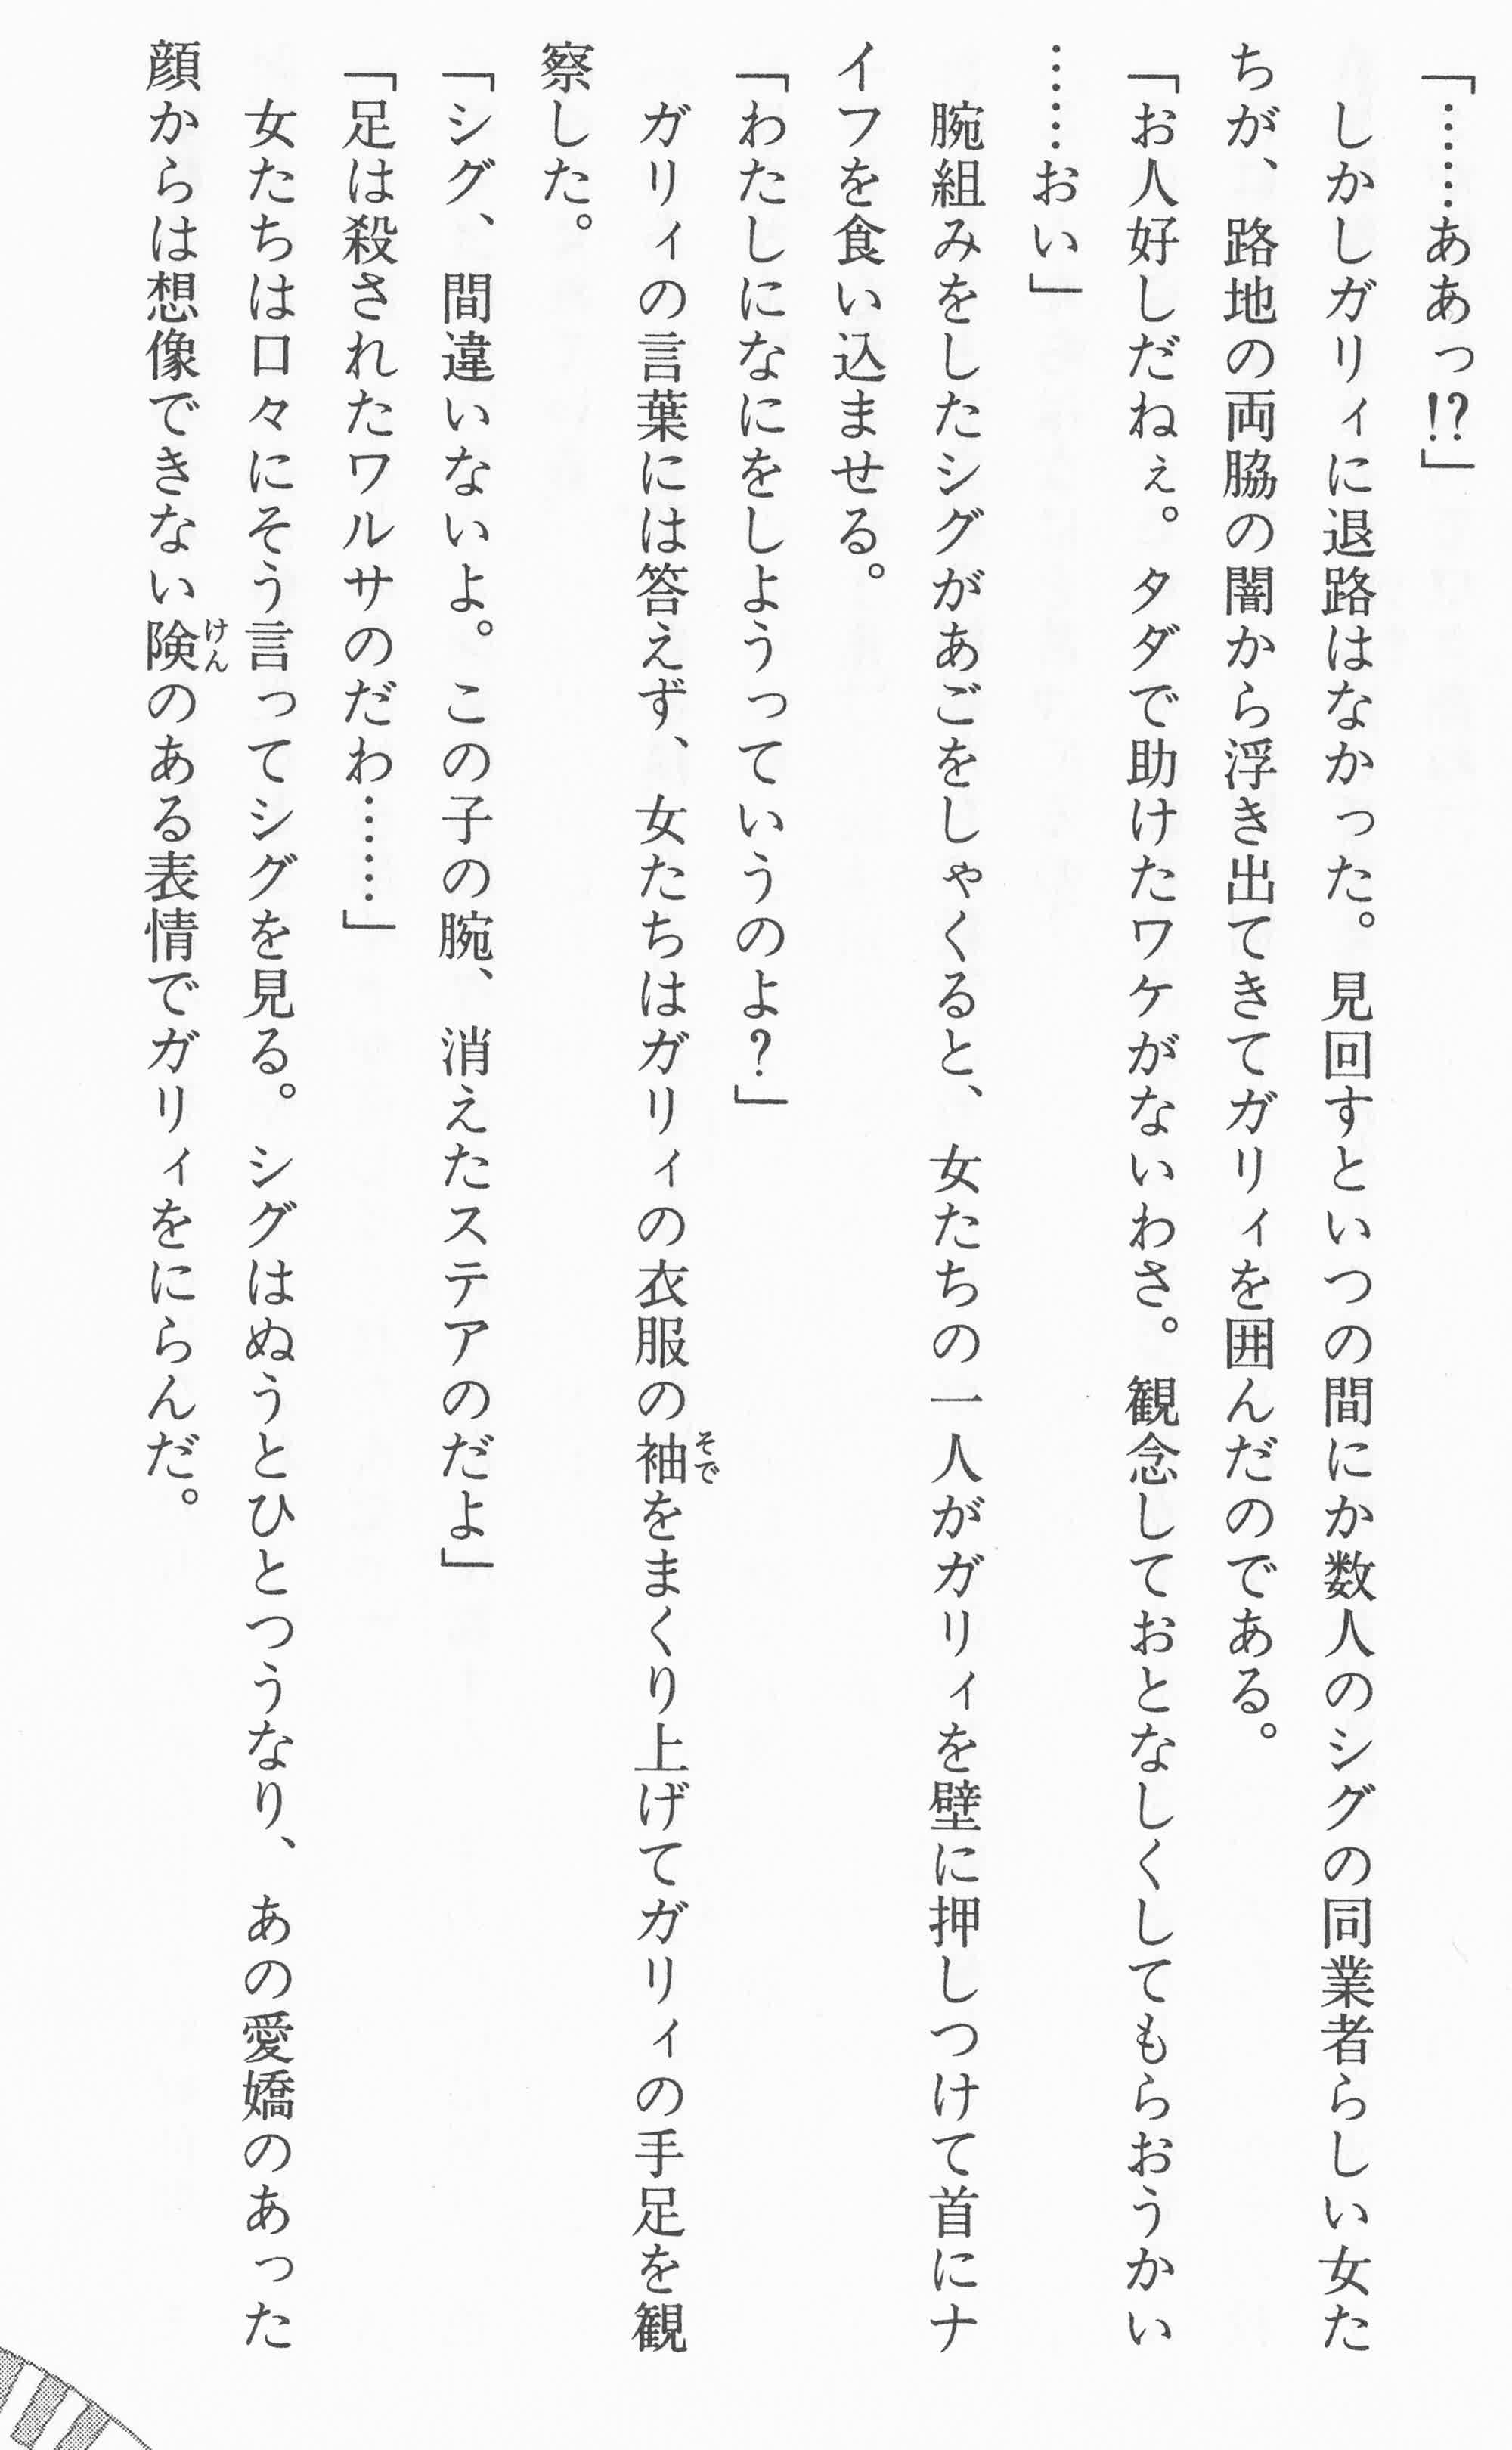 「……ああっ!?」
　しかしガリィに退路はなかった。見回すといつの間にか数人のシグの同業者らしい女た
ちが、路地の両脇の闇から浮き出てきてガリィを囲んだのである。
「お人好しだねぇ。タダで助けたワケがないわさ。観念しておとなしくしてもらおうかい
……おい」
　腕組みをしたシグがあごをしゃくると、女たちの一人がガリィを壁に押しつけて首にナ
イフを食い込ませる。
「わたしになにをしようっていうのよ?」
　ガリィの言葉には答えず、女たちはガリィの衣服の袖そでをまくり上げてガリィの手足を観
察した。
「シグ、間違いないよ。この子の腕、消えたステアのだよ」
「足は殺されたワルサのだわ……」
　女たちは口々にそう言ってシグを見る。シグはぬうとひとつうなり、あの愛嬌のあった
顔からは想像できない険けんのある表情でガリィをにらんだ。